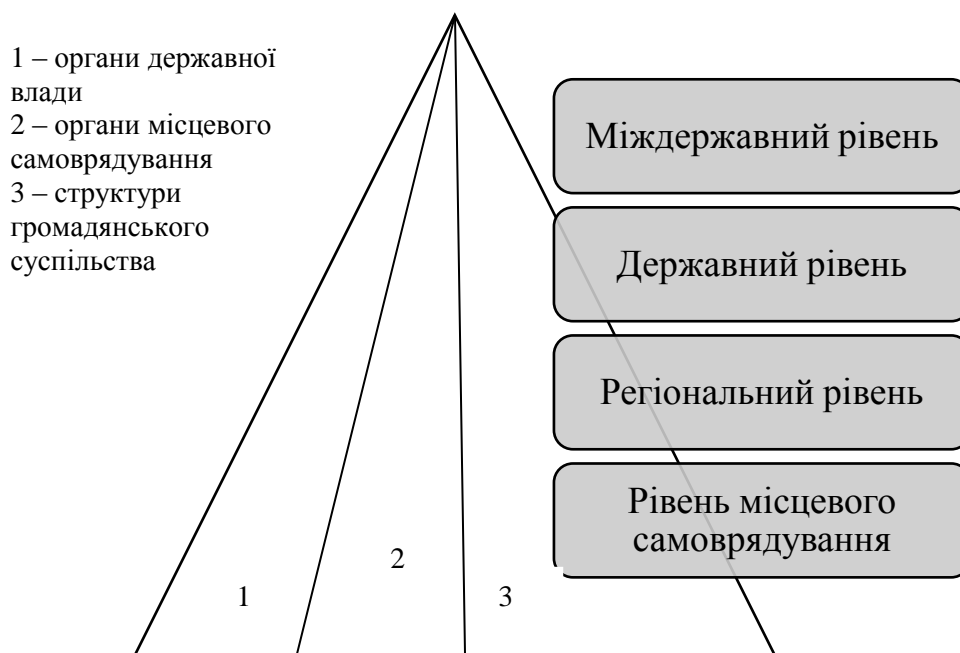 1 – органи державної
влади
2 – органи місцевого
самоврядування
3 – структури
громадянського
суспільства
Міждержавний рівень
Державний рівень
Регіональний рівень
Рівень місцевого
самоврядування
1
2
3